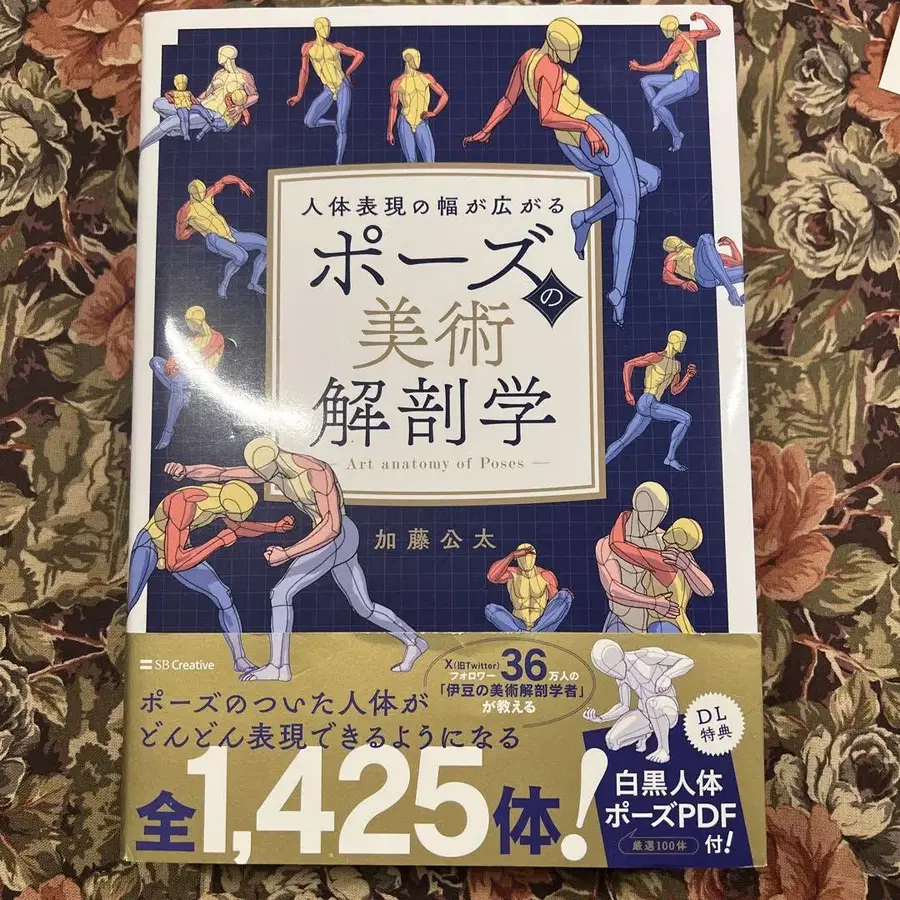 人体表現の幅が広がる
ポーズの
美術
解剖学
Art anatomy of Poses
加藤公太
SB Creative
X(旧Twitter)
フォロワー36万人の
「伊豆の美術解剖学者」
が教える
ポーズのついた人体が
どんどん表現できるようになる
全1,425体!
DL
特典
白黒人体
ポーズPDF
厳選100体
付!